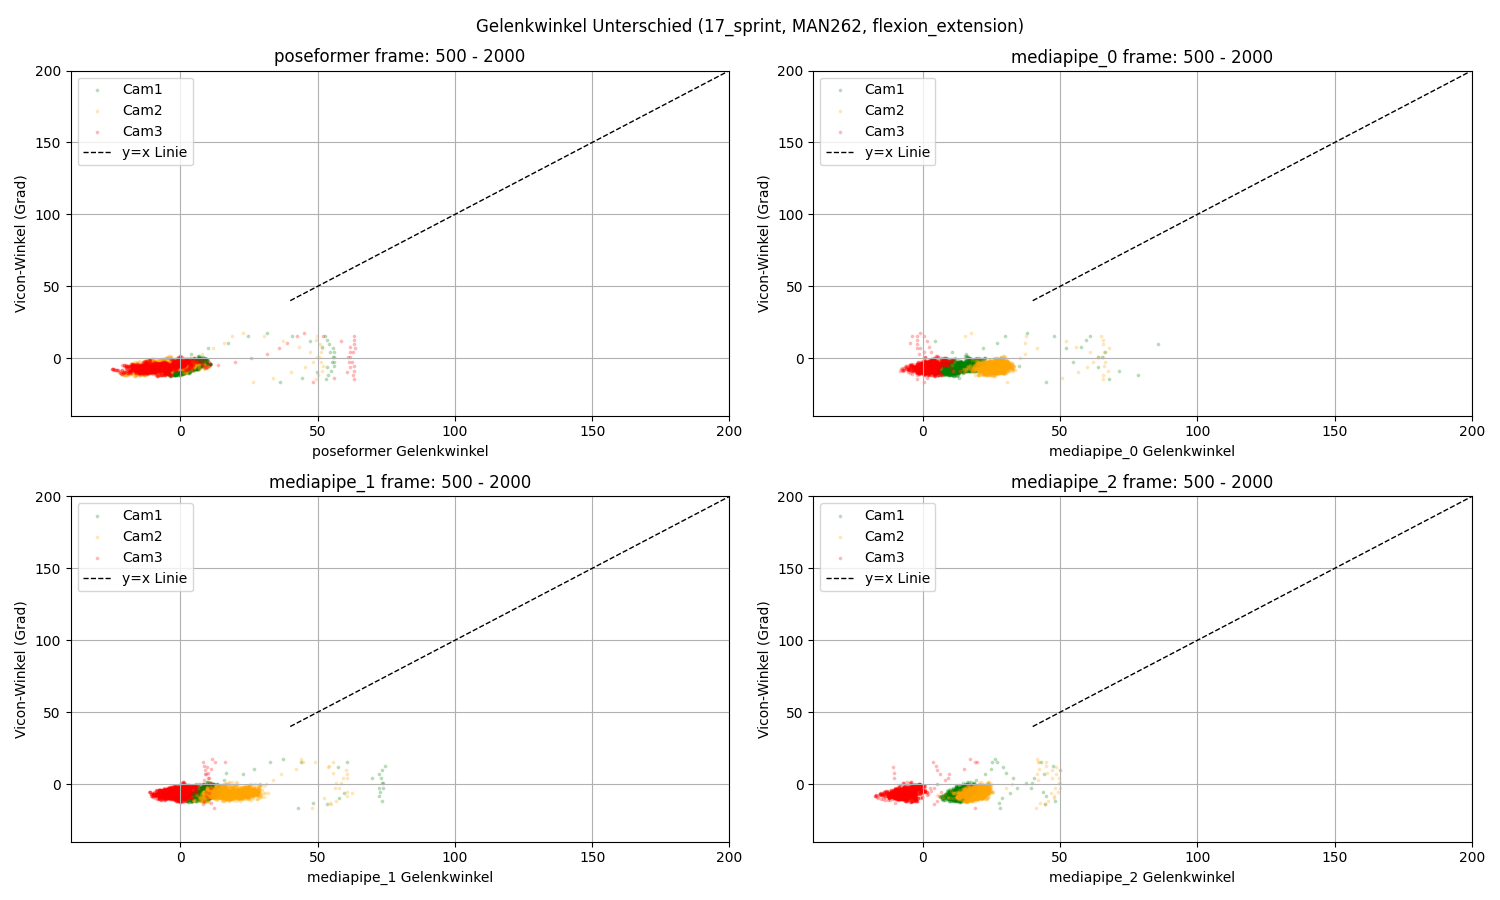 Gelenkwinkel Unterschied (17_sprint, MAN262, flexion_extension)
poseformer frame: 500 - 2000
200
150
100
50
0
Vicon-Winkel (Grad)
Cam1
Cam2
Cam3
y=x Linie
0
50
100
150
200
poseformer Gelenkwinkel
mediapipe_0 frame: 500 - 2000
200
150
100
50
0
Vicon-Winkel (Grad)
Cam1
Cam2
Cam3
y=x Linie
0
50
100
150
200
mediapipe_0 Gelenkwinkel
mediapipe_1 frame: 500 - 2000
200
150
100
50
0
Vicon-Winkel (Grad)
Cam1
Cam2
Cam3
y=x Linie
0
50
100
150
200
mediapipe_1 Gelenkwinkel
mediapipe_2 frame: 500 - 2000
200
150
100
50
0
Vicon-Winkel (Grad)
Cam1
Cam2
Cam3
y=x Linie
0
50
100
150
200
mediapipe_2 Gelenkwinkel